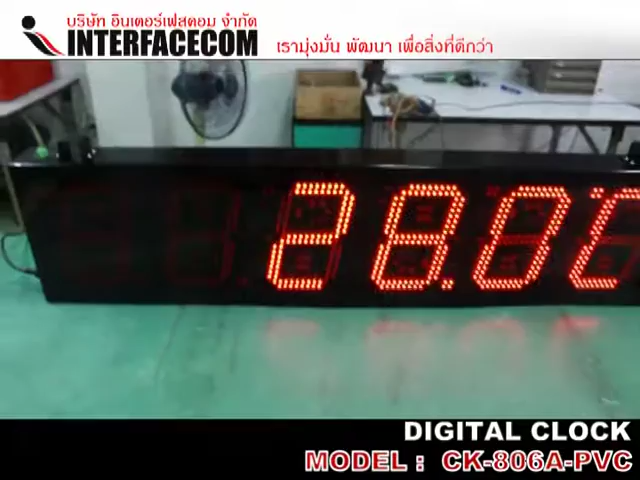 บริษัท อินเตอร์เฟสคอม จำกัด
INTERFACECOM เรามุ่งมั่น พัฒนา เพื่อสิ่งที่ดีกว่า
28.0C
DIGITAL CLOCK
MODEL : CK-806A-PVC